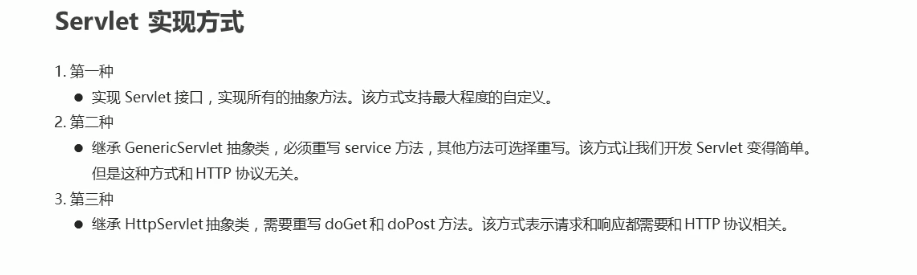 Servlet 实现方式
1. 第一种
● 实现 Servlet 接口，实现所有的抽象方法。该方式支持最大程度的自定义。
2. 第二种
● 继承 GenericServlet 抽象类，必须重写 service 方法，其他方法可选择重写。该方式让我们开发 Servlet 变得简单。
但是这种方式和 HTTP 协议无关。
3. 第三种
● 继承 HttpServlet 抽象类，需要重写 doGet 和 doPost 方法。该方式表示请求和响应都需要和 HTTP 协议相关。